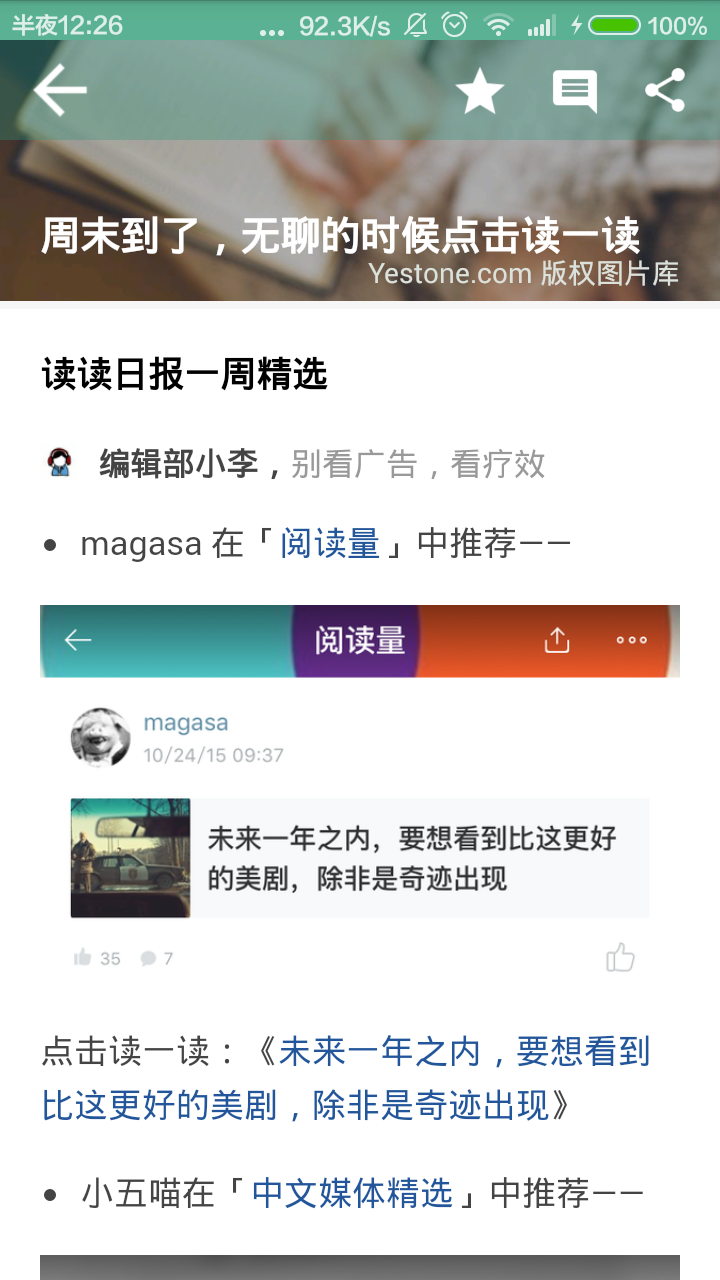 半夜12:26
... 92.3K/s
100%
周末到了，无聊的时候点击读一读
Yestone.com 版权图片库
读读日报一周精选
编辑部小李，别看广告，看疗效
• magasa 在「阅读量」中推荐——
阅读量
magasa
10/24/15 09:37
未来一年之内，要想看到比这更好
的美剧，除非是奇迹出现
35
7
点击读一读：《未来一年之内，要想看到
比这更好的美剧，除非是奇迹出现》
• 小五喵在「中文媒体精选」中推荐——